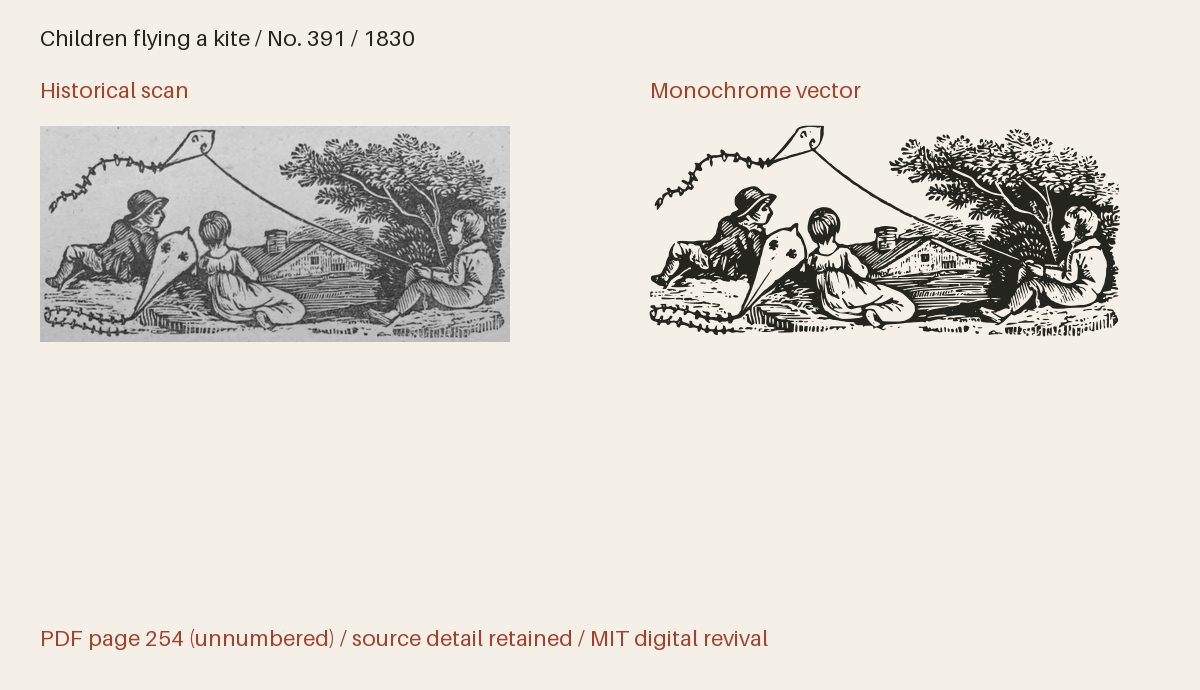 Children flying a kite / No. 391 / 1830
Historical scan
Monochrome vector
PDF page 254 (unnumbered) / source detail retained / MIT digital revival